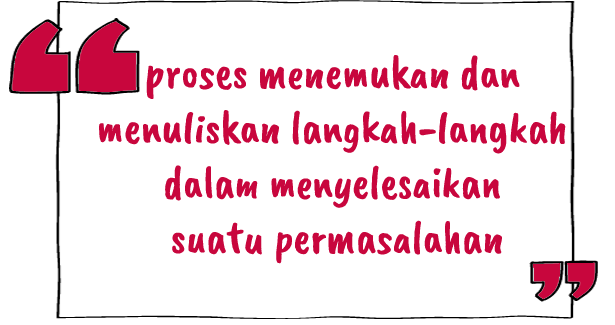 proses menemukan dan
menuliskan langkah-langkah
dalam menyelesaikan
suatu permasalahan